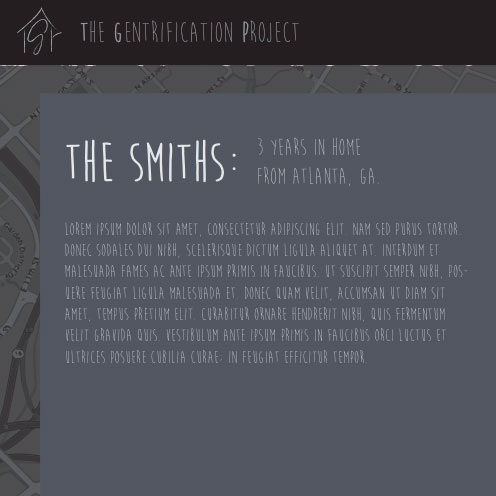 The Gentrification Project
THE SMITHS:
3 YEARS IN HOME
FROM ATLANTA, GA.
LOREM IPSUM DOLOR SIT AMET, CONSECTETUR ADIPISCING ELIT. NAM SED PURUS TORTOR.
DONEC SODALES DUI NIBH, SCELERISQUE DICTUM LIGULA ALIQUET AT. INTERDUM ET
MALESUADA FAMES AC ANTE IPSUM PRIMIS IN FAUCIBUS. UT SUSCIPIT SEMPER NIBH, POS-
UERE FEUGIAT LIGULA MALESUADA ET. DONEC QUAM VELIT, ACCUMSAN UT DIAM SIT
AMET, TEMPUS PRETIUM ELIT. CURABITUR ORNARE HENDRERIT NIBH, QUIS FERMENTUM
VELIT GRAVIDA QUIS. VESTIBULUM ANTE IPSUM PRIMIS IN FAUCIBUS ORCI LUCTUS ET
ULTRICES POSUERE CUBILIA CURAE; IN FEUGIAT EFFICITUR TEMPOR.